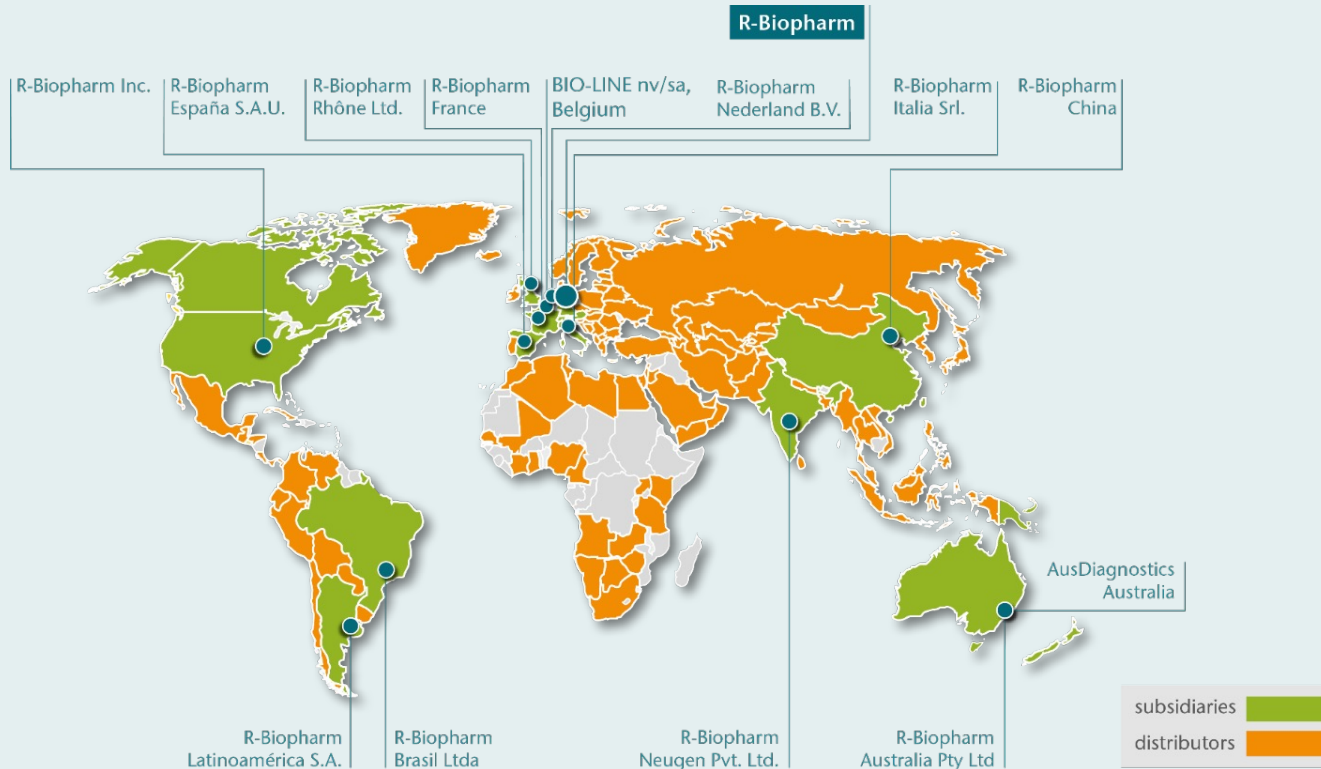 R-Biopharm
R-Biopharm Inc.
R-Biopharm
España S.A.U.
R-Biopharm
Rhône Ltd.
R-Biopharm
France
BIO-LINE nv/sa,
Belgium
R-Biopharm
Nederland B.V.
R-Biopharm
Italia Srl.
R-Biopharm
China
AusDiagnostics
Australia
R-Biopharm
Latinoamérica S.A.
R-Biopharm
Brasil Ltda
R-Biopharm
Neugen Pvt. Ltd.
R-Biopharm
Australia Pty Ltd
subsidiaries
distributors